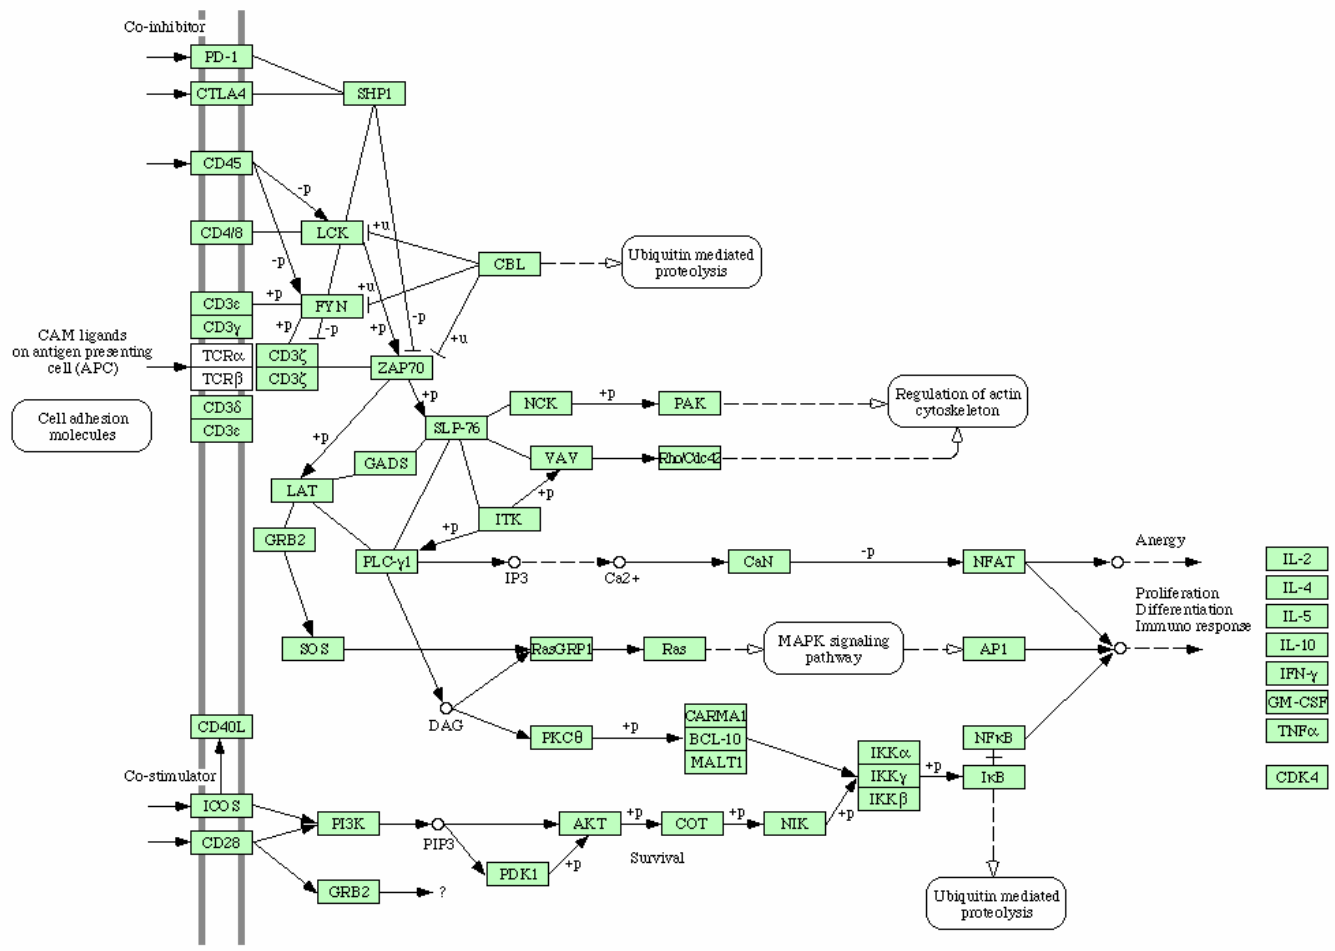 Co-inhibitor
PD-1
CTLA4
SHP1
CD45
-p
CD4/8
LCK
+u
CBL
Ubiquitin mediated
proteolysis
-p
CD3ε
+p
FYN
+u
CD3γ
+p
-p
+p
-p
+u
CAM ligands
on antigen presenting
cell (APC)
TCRα
CD3ζ
ZAP70
TCRβ
CD3ζ
Cell adhesion
molecules
CD3δ
CD3ε
+p
+p
SLP-76
NCK
+p
PAK
Regulation of actin
cytoskeleton
GADS
VAV
Rho/Cdc42
LAT
+p
ITK
GRB2
+p
PLC-γ1
IP3
Ca2+
CaN
-p
NFAT
Anergy
Proliferation
Differentiation
Immuno response
IL-2
IL-4
IL-5
IL-10
IFN-γ
GM-CSF
TNFα
CDK4
SOS
RasGRP1
Ras
MAPK signaling
pathway
AP1
DAG
PKCθ
+p
CARMA1
BCL-10
MALT1
IKKα
IKKγ
IKKβ
+p
NFκB
IκB
CD40L
Co-stimulator
ICOS
CD28
PI3K
PIP3
AKT
+p
COT
+p
NIK
+p
PDK1
+p
Survival
GRB2
?
Ubiquitin mediated
proteolysis